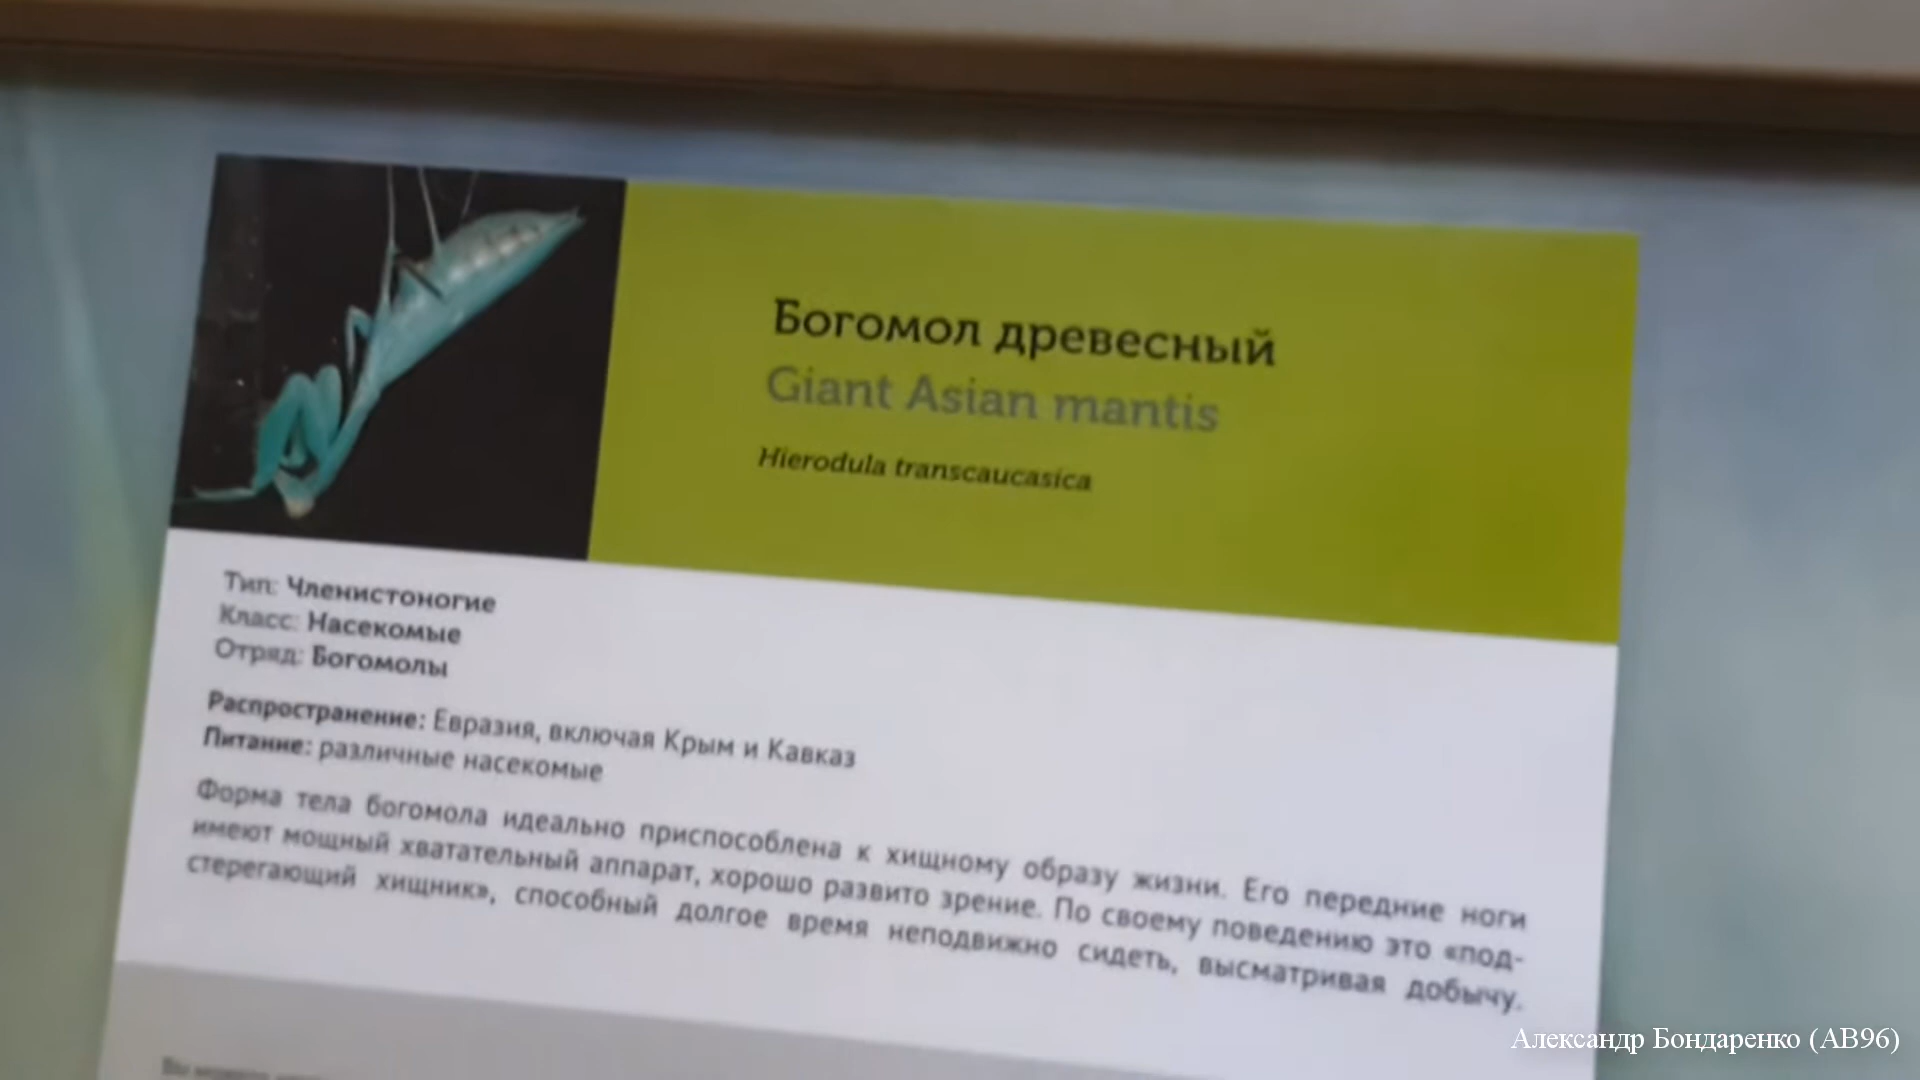 Богомол древесный
Giant Asian mantis
Hierodula transcaucasica
Тип: Членистоногие
Класс: Насекомые
Отряд: Богомолы
Распространение: Евразия, включая Крым и Кавказ
Питание: различные насекомые
Форма тела богомола идеально приспособлена к хищному образу жизни. Его передние ноги
имеют мощный хватательный аппарат, хорошо развито зрение. По своему поведению это «под-
стерегающий хищник», способный долгое время неподвижно сидеть, высматривая добычу.
Александр Бондаренко (AB96)